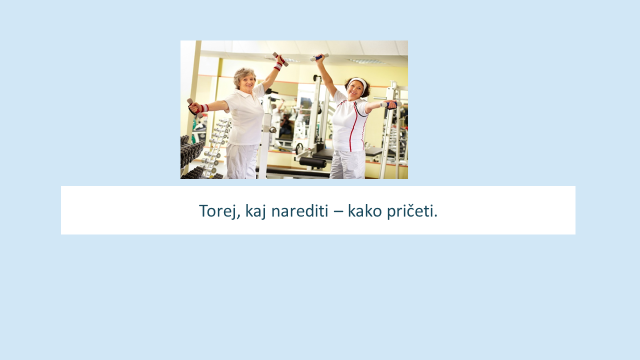 Torej, kaj narediti – kako pričeti.